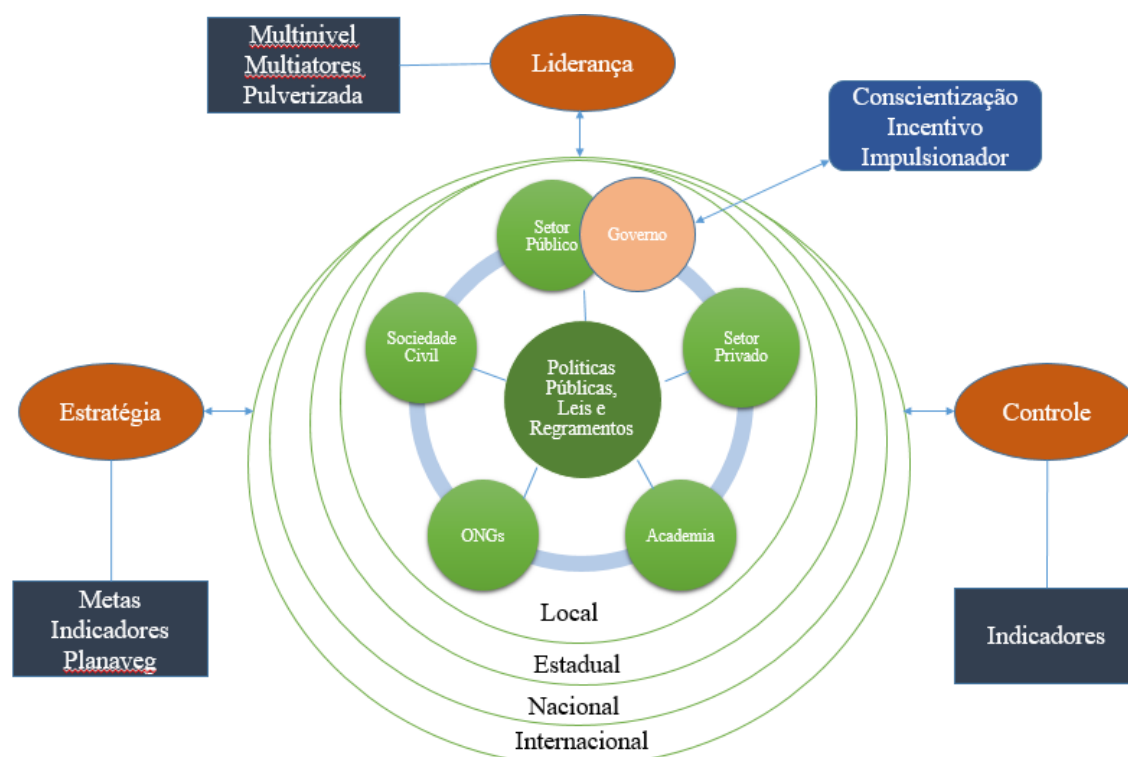 Multinivel
Multiatores
Pulverizada
Liderança
Conscientização
Incentivo
Impulsionador
Setor
Público
Governo
Sociedade
Civil
Setor
Privado
Políticas
Públicas,
Leis e
Regramentos
Estratégia
Controle
ONGs
Academia
Metas
Indicadores
Planaveg
Indicadores
Local
Estadual
Nacional
Internacional